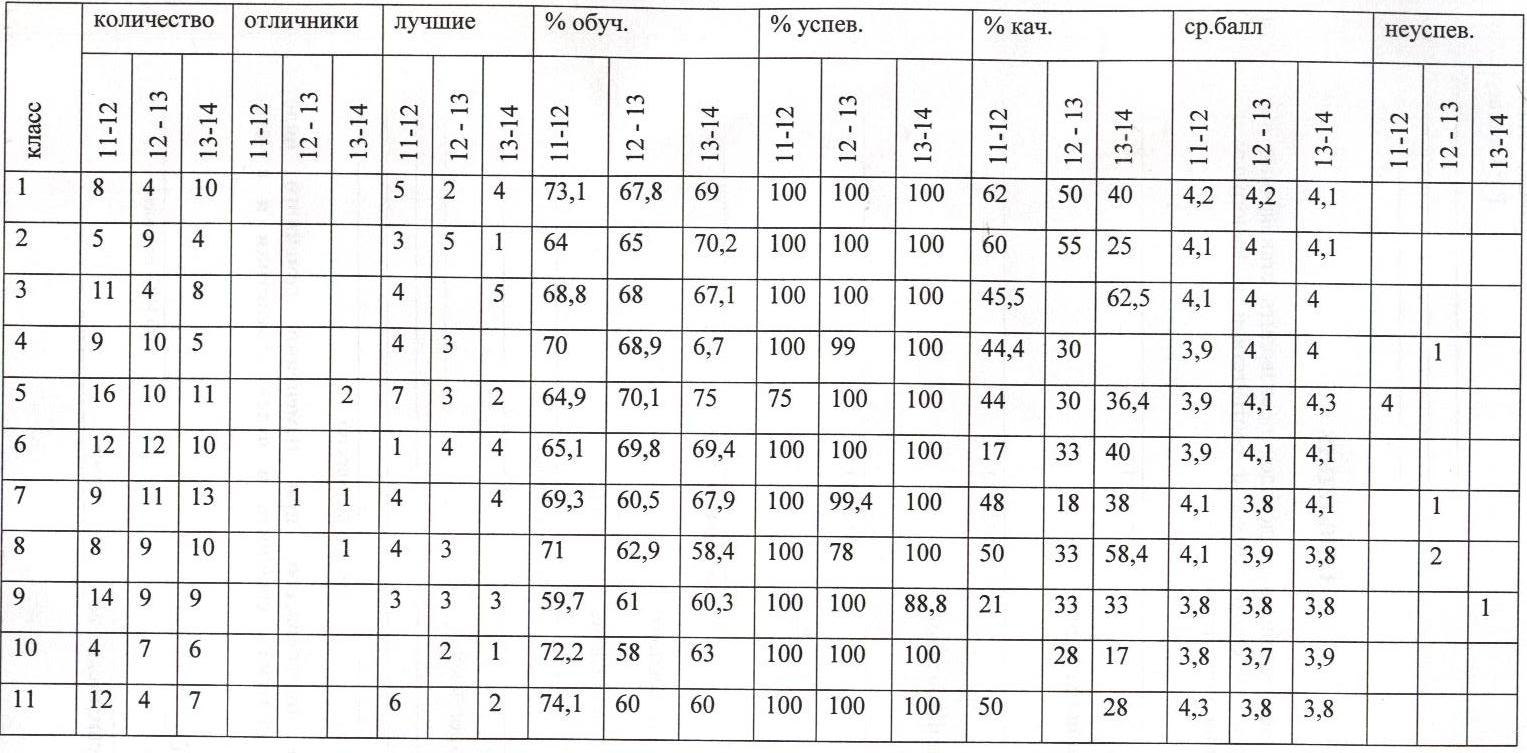 класс количество отличники лучшие % обуч. % успев. % кач. ср.балл неуспев.
11-12 12 - 13 13-14 11-12 12 - 13 13-14 11-12 12 - 13 13-14 11-12 12 - 13 13-14 11-12 12 - 13 13-14 11-12 12 - 13 13-14 11-12 12 - 13 13-14 11-12 12 - 13 13-14
1 8 4 10 5 2 4 73,1 67,8 69 100 100 100 62 50 40 4,2 4,2 4,1
2 5 9 4 3 5 1 64 65 70,2 100 100 100 60 55 25 4,1 4 4,1
3 11 4 8 4 5 68,8 68 67,1 100 100 100 45,5 62,5 4,1 4 4
4 9 10 5 4 3 70 68,9 6,7 100 99 100 44,4 30 3,9 4 4 1
5 16 10 11 2 7 3 2 64,9 70,1 75 75 100 100 44 30 36,4 3,9 4,1 4,3 4
6 12 12 10 1 4 4 65,1 69,8 69,4 100 100 100 17 33 40 3,9 4,1 4,1
7 9 11 13 1 1 4 4 69,3 60,5 67,9 100 99,4 100 48 18 38 4,1 3,8 4,1 1
8 8 9 10 1 4 3 71 62,9 58,4 100 78 100 50 33 58,4 4,1 3,9 3,8 2
9 14 9 9 3 3 3 59,7 61 60,3 100 100 88,8 21 33 33 3,8 3,8 3,8 1
10 4 7 6 2 1 72,2 58 63 100 100 100 28 17 3,8 3,7 3,9
11 12 4 7 6 2 74,1 60 60 100 100 100 50 28 4,3 3,8 3,8